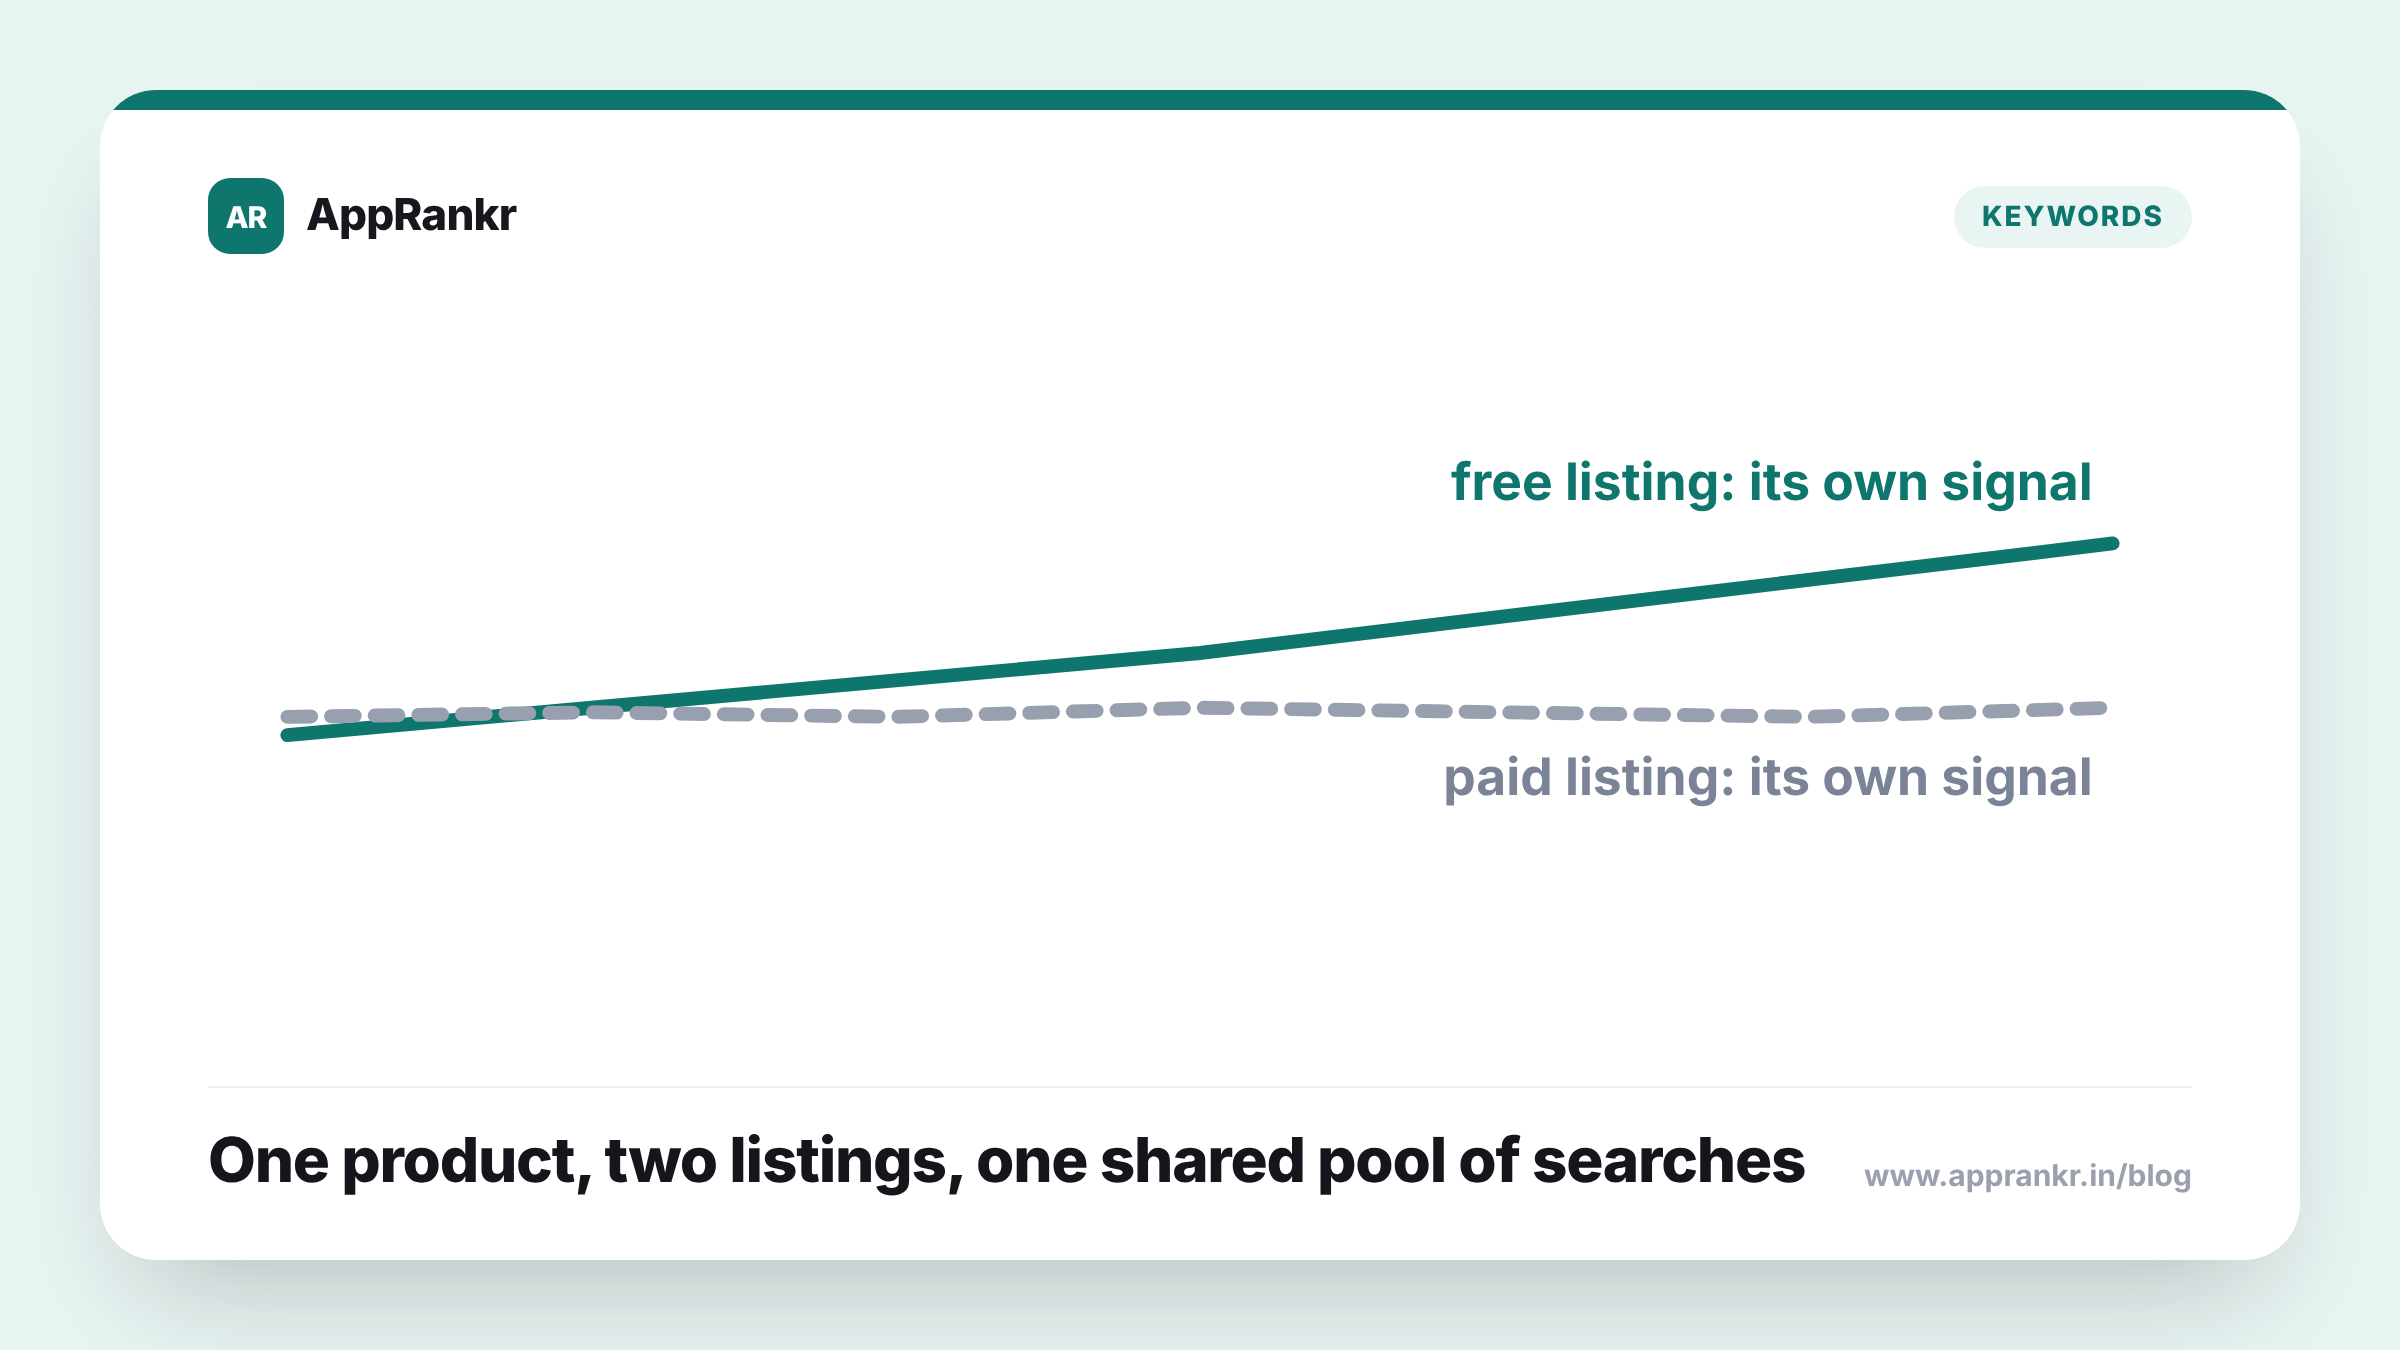 AR AppRankr
KEYWORDS
free listing: its own signal
paid listing: its own signal
One product, two listings, one shared pool of searches
www.apprankr.in/blog